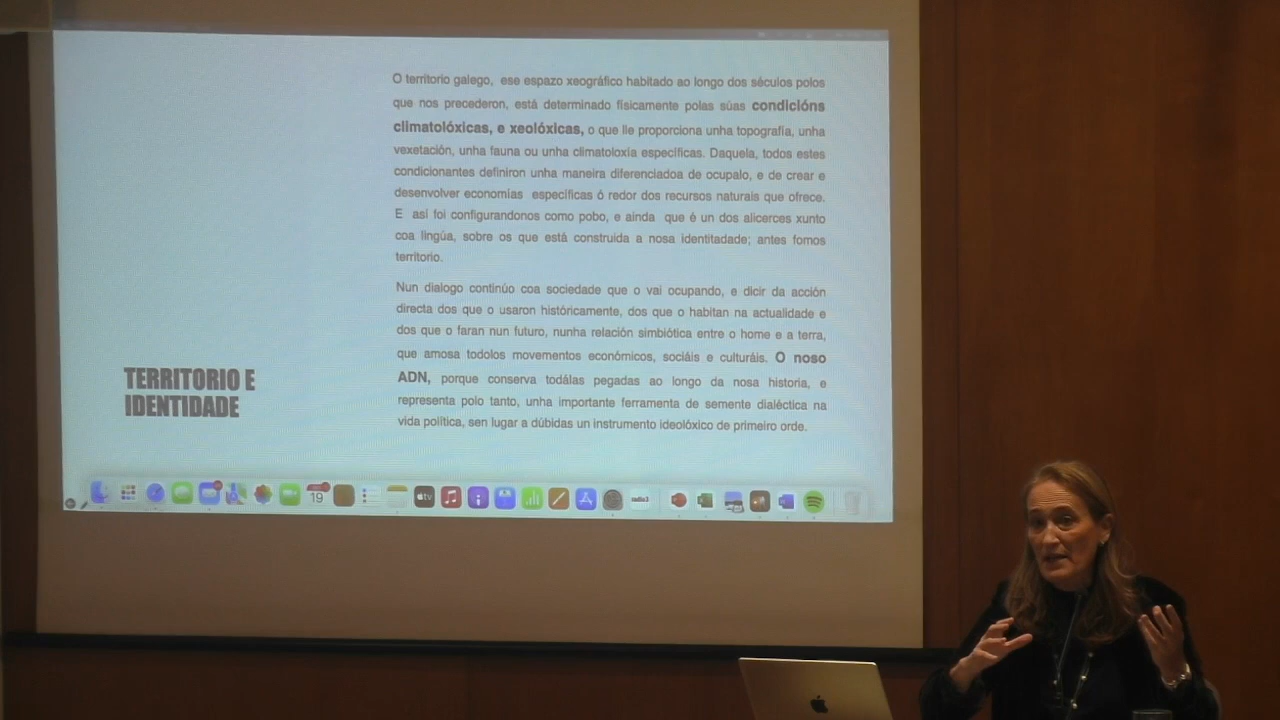 O territorio galego, ese espazo xeográfico habitado ao longo dos séculos polos
que nos precederon, está determinado físicamente polas súas condicións
climatolóxicas, e xeolóxicas, o que lle proporciona unha topografía, unha
vexetación, unha fauna ou unha climatoloxia específicas. Daquela, todos estes
condicionantes definiron unha maneira diferenciadoa de ocupalo, e de crear e
desenvolver economías específicas ó redor dos recursos naturais que ofrece.
E así foi configurandonos como pobo, e ainda que é un dos alicerces xunto
coa lingúa, sobre os que está construida a nosa identitadade; antes fomos
territorio.
Nun dialogo continúo coa sociedade que o vai ocupando, e dicir da acción
directa dos que o usaron históricamente, dos que o habitan na actualidade e
dos que o faran nun futuro, nunha relación simbiótica entre o home e a terra,
que amosa todolos movementos económicos, sociáis e culturáis. O noso
ADN, porque conserva todálas pegadas ao longo da nosa historia, e
representa polo tanto, unha importante ferramenta de semente dialéctica na
vida política, sen lugar a dúbidas un instrumento ideolóxico de primeiro orde.
TERRITORIO E
IDENTIDADE
19
tv